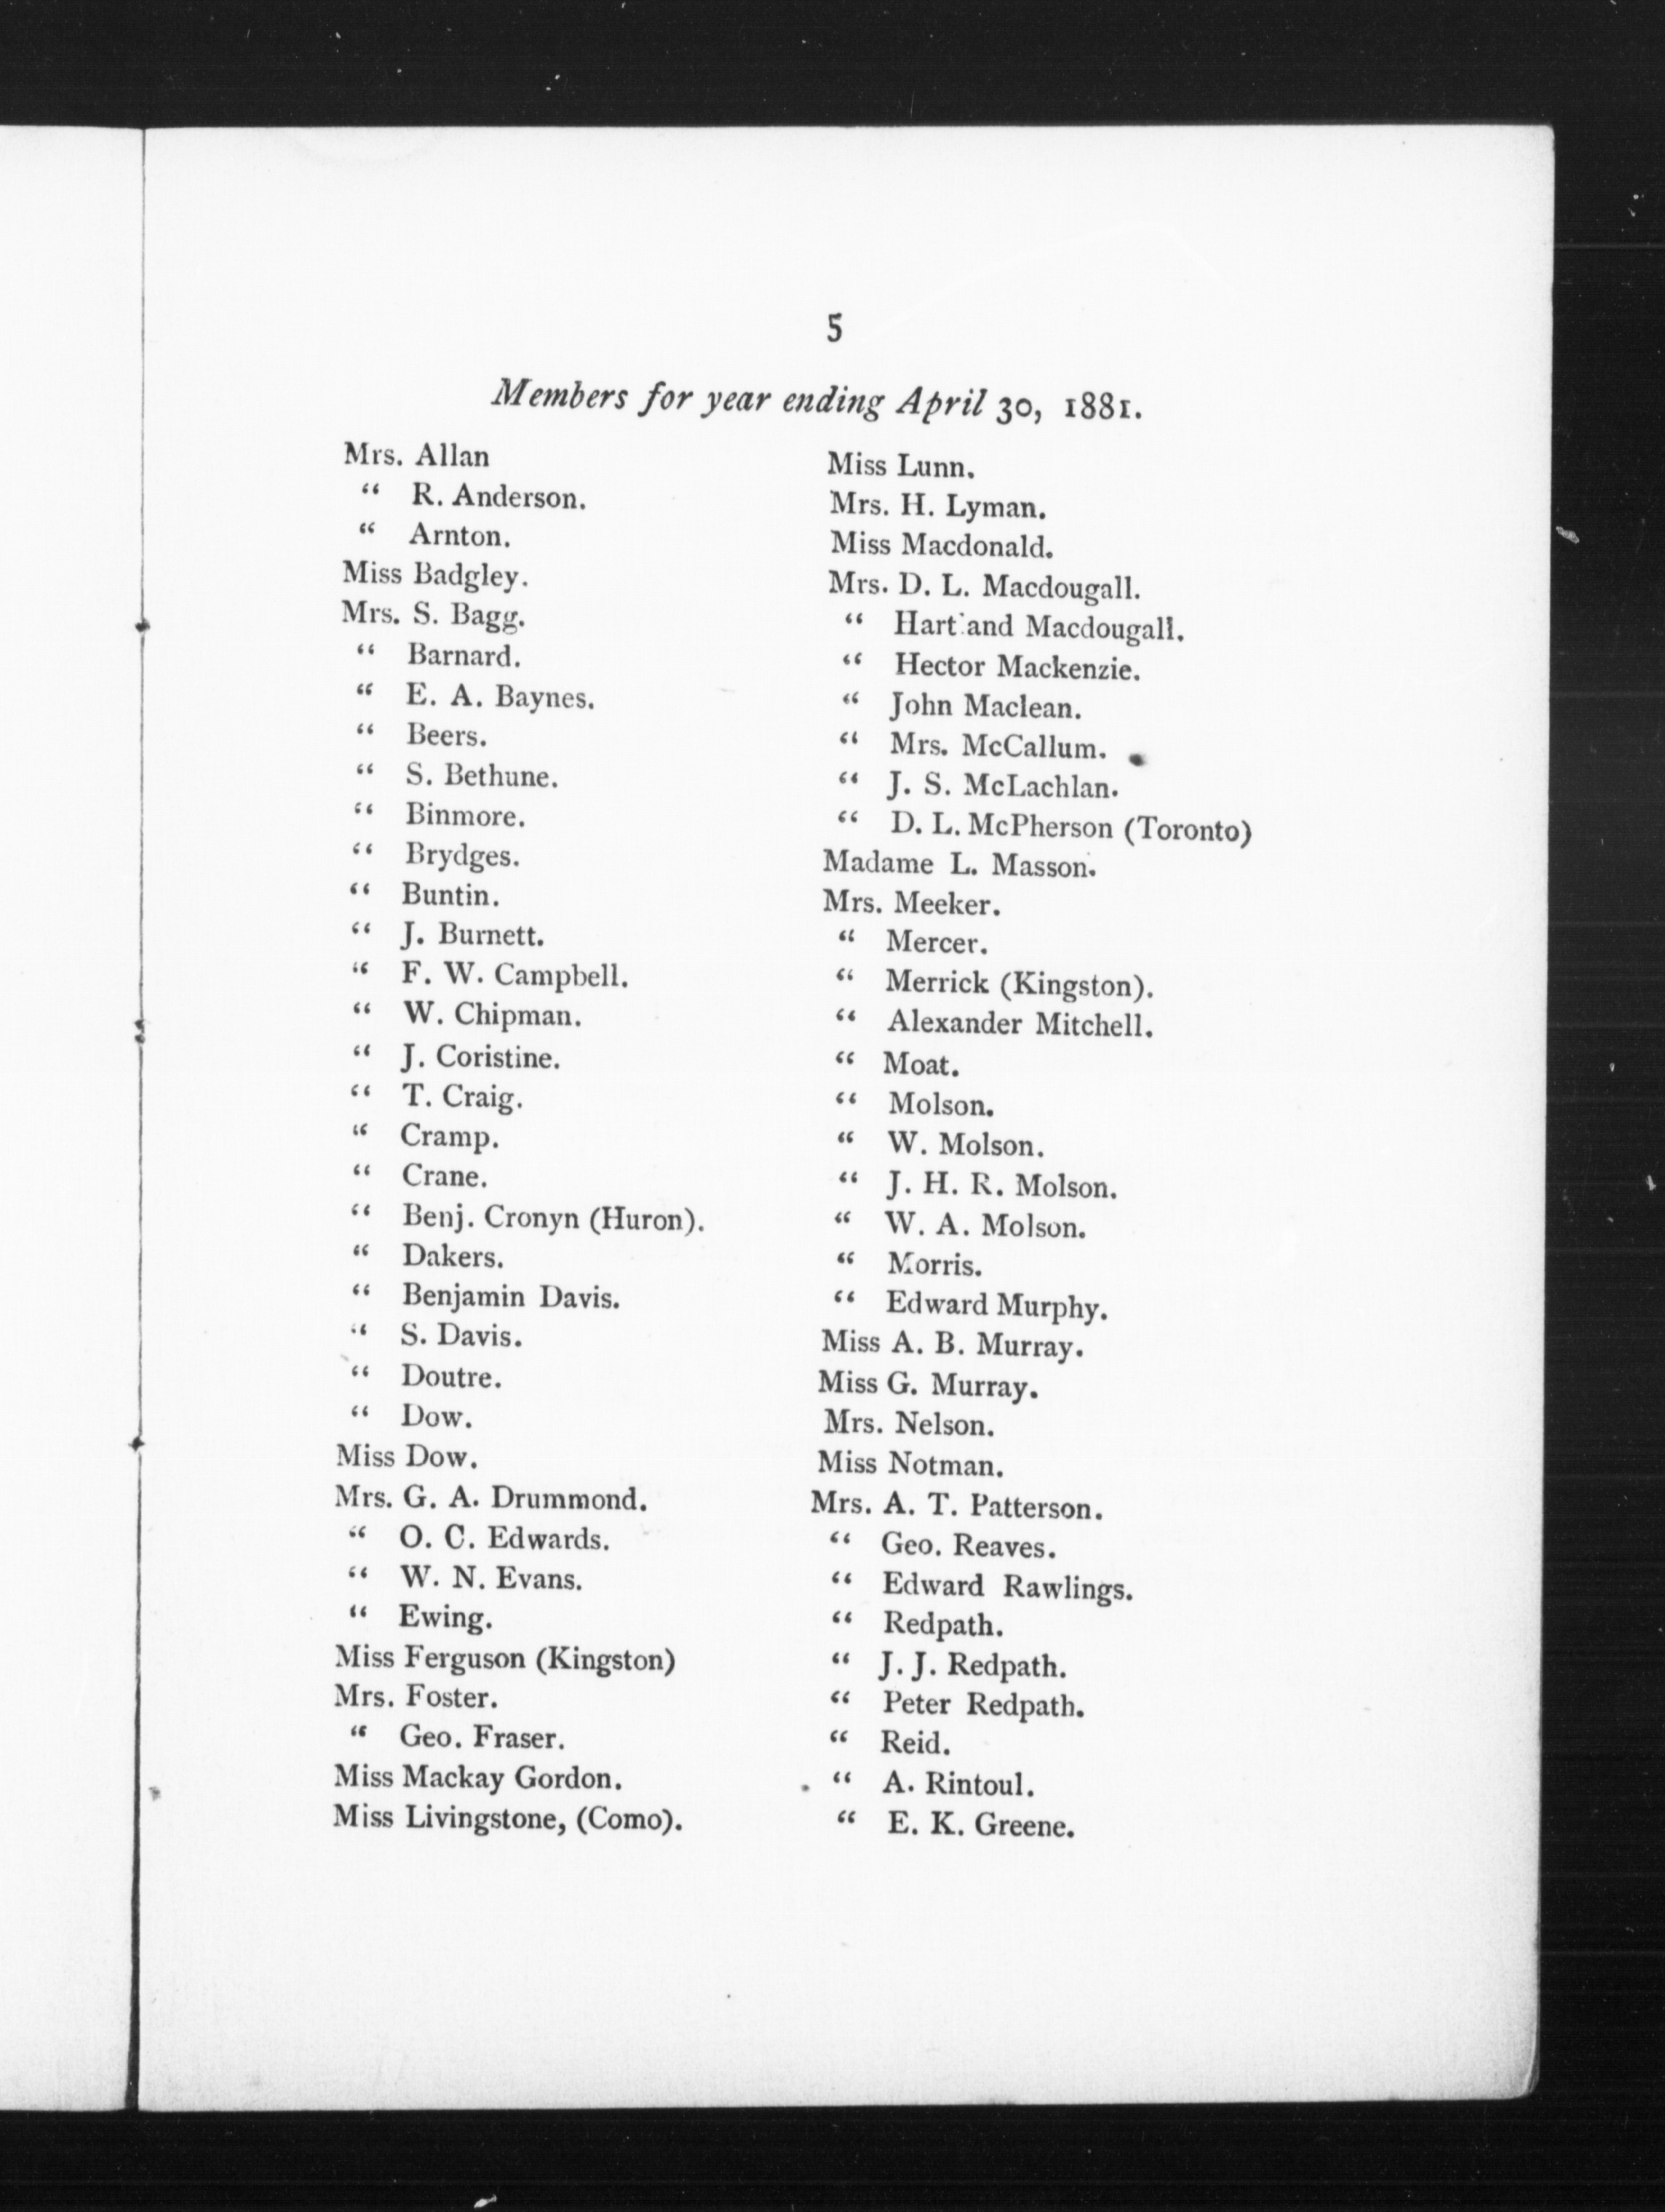 5
Members for year ending April 30, 1881.
Mrs. Allan
“ R. Anderson.
“ Arnton.
Miss Badgley.
Mrs. S. Bagg.
“ Barnard.
“ E. A. Baynes.
“ Beers.
“ S. Bethune.
“ Binmore.
“ Brydges.
“ Buntin.
“ J. Burnett.
“ F. W. Campbell.
“ W. Chipman.
“ J. Coristine.
“ T. Craig.
“ Cramp.
“ Crane.
“ Benj. Cronyn (Huron).
“ Dakers.
“ Benjamin Davis.
“ S. Davis.
“ Doutre.
“ Dow.
Miss Dow.
Mrs. G. A. Drummond.
“ O. C. Edwards.
“ W. N. Evans.
“ Ewing.
Miss Ferguson (Kingston)
Mrs. Foster.
“ Geo. Fraser.
Miss Mackay Gordon.
Miss Livingstone, (Como).
Miss Lunn.
Mrs. H. Lyman.
Miss Macdonald.
Mrs. D. L. Macdougall.
“ Hartland Macdougall.
“ Hector Mackenzie.
“ John Maclean.
“ Mrs. McCallum.
“ J. S. McLachlan.
“ D. L. McPherson (Toronto)
Madame L. Masson.
Mrs. Meeker.
“ Mercer.
“ Merrick (Kingston).
“ Alexander Mitchell.
“ Moat.
“ Molson.
“ W. Molson.
“ J. H. R. Molson.
“ W. A. Molson.
“ Morris.
“ Edward Murphy.
Miss A. B. Murray.
Miss G. Murray.
Mrs. Nelson.
Miss Notman.
Mrs. A. T. Patterson.
“ Geo. Reaves.
“ Edward Rawlings.
“ Redpath.
“ J. J. Redpath.
“ Peter Redpath.
“ Reid.
“ A. Rintoul.
“ E. K. Greene.